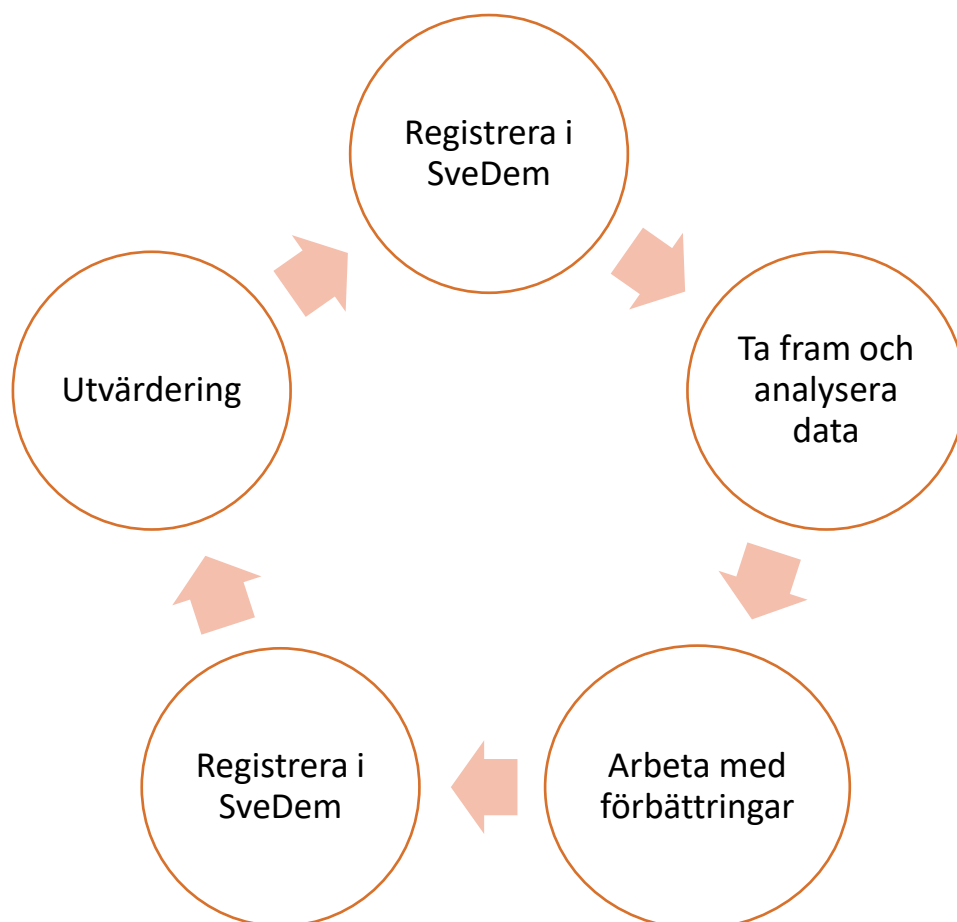 Registrera i
SveDem
Ta fram och
analysera
data
Arbeta med
förbättringar
Registrera i
SveDem
Utvärdering